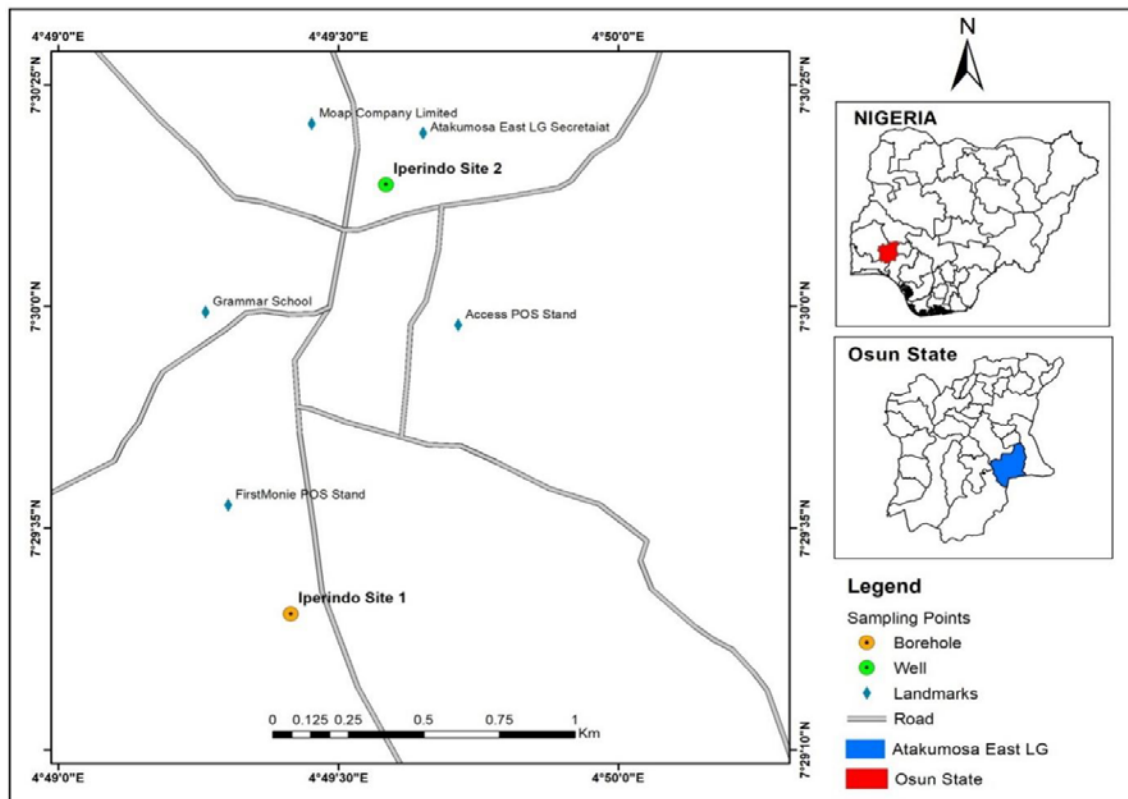 4°49'0"E
4°49'30"E
4°50'0"E
N
7°30'25"N
7°30'25"N
Moap Company Limited
Atakumosa East LG Secretaiat
Iperindo Site 2
NIGERIA
7°30'0"N
7°30'0"N
Grammar School
Access POS Stand
Osun State
FirstMonie POS Stand
7°29'35"N
7°29'35"N
Iperindo Site 1
Legend
Sampling Points
Borehole
Well
Landmarks
Road
Atakumosa East LG
Osun State
0 0.125 0.25 0.5 0.75 1
Km
7°29'10"N
4°49'0"E
4°49'30"E
4°50'0"E